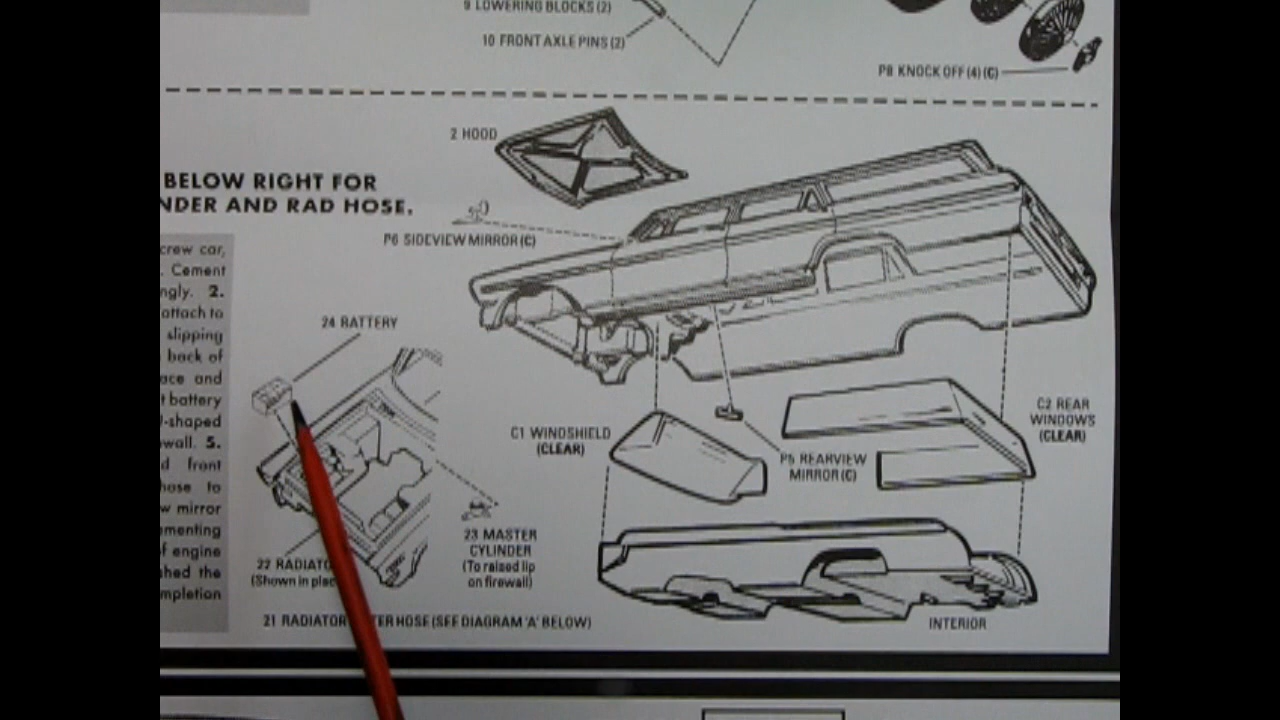 9 LOWERING BLOCKS (2)
10 FRONT AXLE PINS (2)
P8 KNOCK OFF (4) (C)
2 HOOD
BELOW RIGHT FOR
NDER AND RAD HOSE.
P6 SIDEVIEW MIRROR (C)
crew car,
. Cement
ngly. 2.
attach to
slipping
back of
ace and
t battery
-shaped
wall. 5.
d front
hose to
w mirror
ementing
f engine
shed the
mpletion
24 BATTERY
C1 WINDSHIELD
(CLEAR)
P5 REARVIEW
MIRROR (C)
C2 REAR
WINDOWS
(CLEAR)
23 MASTER
CYLINDER
(To raised lip
on firewall)
22 RADIATO
(Shown in plac
21 RADIATOR TER HOSE (SEE DIAGRAM 'A' BELOW)
INTERIOR